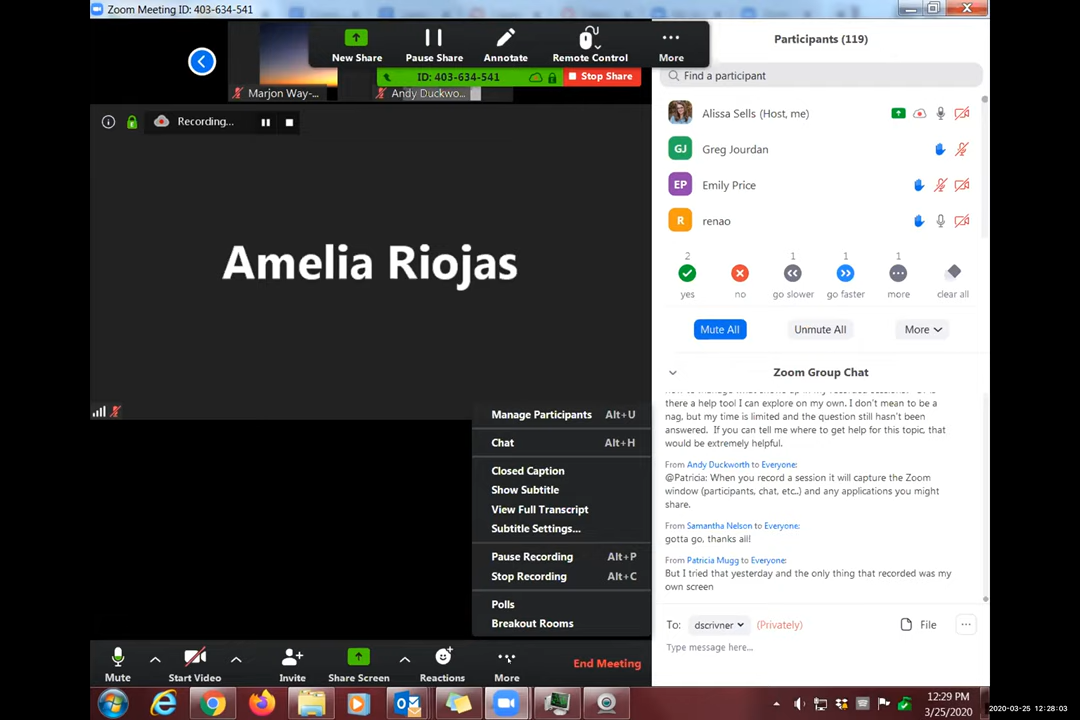 Zoom Meeting ID: 403-634-541
New Share
Pause Share
Annotate
Remote Control
More
ID: 403-634-541
Stop Share
Marjon Way-...
Andy Duckwo...
Recording...
Amelia Riojas
Manage Participants Alt+U
Chat Alt+H
Closed Caption
Show Subtitle
View Full Transcript
Subtitle Settings...
Pause Recording Alt+P
Stop Recording Alt+C
Polls
Breakout Rooms
Mute
Start Video
Invite
Share Screen
Reactions
More
End Meeting
Participants (119)
Find a participant
Alissa Sells (Host, me)
GJ Greg Jourdan
EP Emily Price
R renao
2 1 1 1
yes no go slower go faster more clear all
Mute All
Unmute All
More
Zoom Group Chat
there a help tool I can explore on my own. I don't mean to be a
nag, but my time is limited and the question still hasn't been
answered. If you can tell me where to get help for this topic, that
would be extremely helpful.
From Andy Duckworth to Everyone:
@Patricia: When you record a session it will capture the Zoom
window (participants, chat, etc..) and any applications you might
share.
From Samantha Nelson to Everyone:
gotta go, thanks all!
From Patricia Mugg to Everyone:
But I tried that yesterday and the only thing that recorded was my
own screen
To: dscrivner (Privately) File
Type message here...
12:29 PM
3/25/2020
2020-03-25 12:28:03